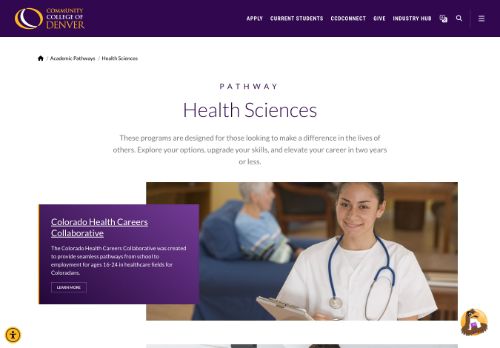 COMMUNITY
COLLEGE OF
DENVER
APPLY CURRENT STUDENTS CCDCONNECT GIVE INDUSTRY HUB
/ Academic Pathways / Health Sciences
PATHWAY
Health Sciences
These programs are designed for those looking to make a difference in the lives of
others. Explore your options, upgrade your skills, and elevate your career in two years
or less.
Colorado Health Careers
Collaborative
The Colorado Health Careers Collaborative was created
to provide seamless pathways from school to
employment for ages 16-24 in healthcare fields for
Coloradans.
LEARN MORE